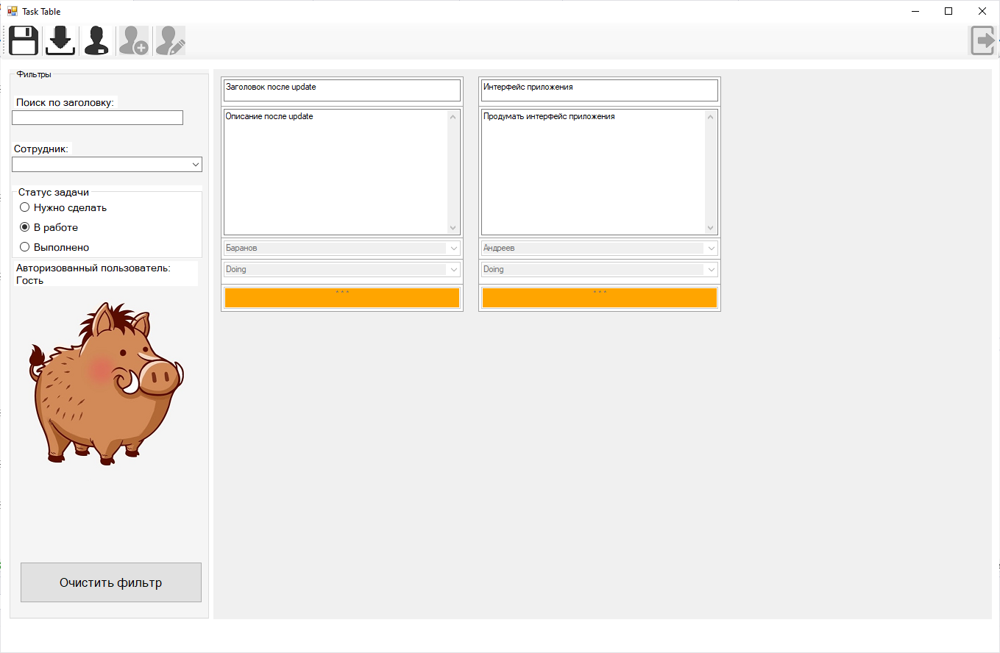 Task Table
Фильтры
Поиск по заголовку:
Сотрудник:
Статус задачи
Нужно сделать
В работе
Выполнено
Авторизованный пользователь:
Гость
Очистить фильтр
Заголовок после update
Описание после update
Баранов
Doing
***
Интерфейс приложения
Продумать интерфейс приложения
Андреев
Doing
***